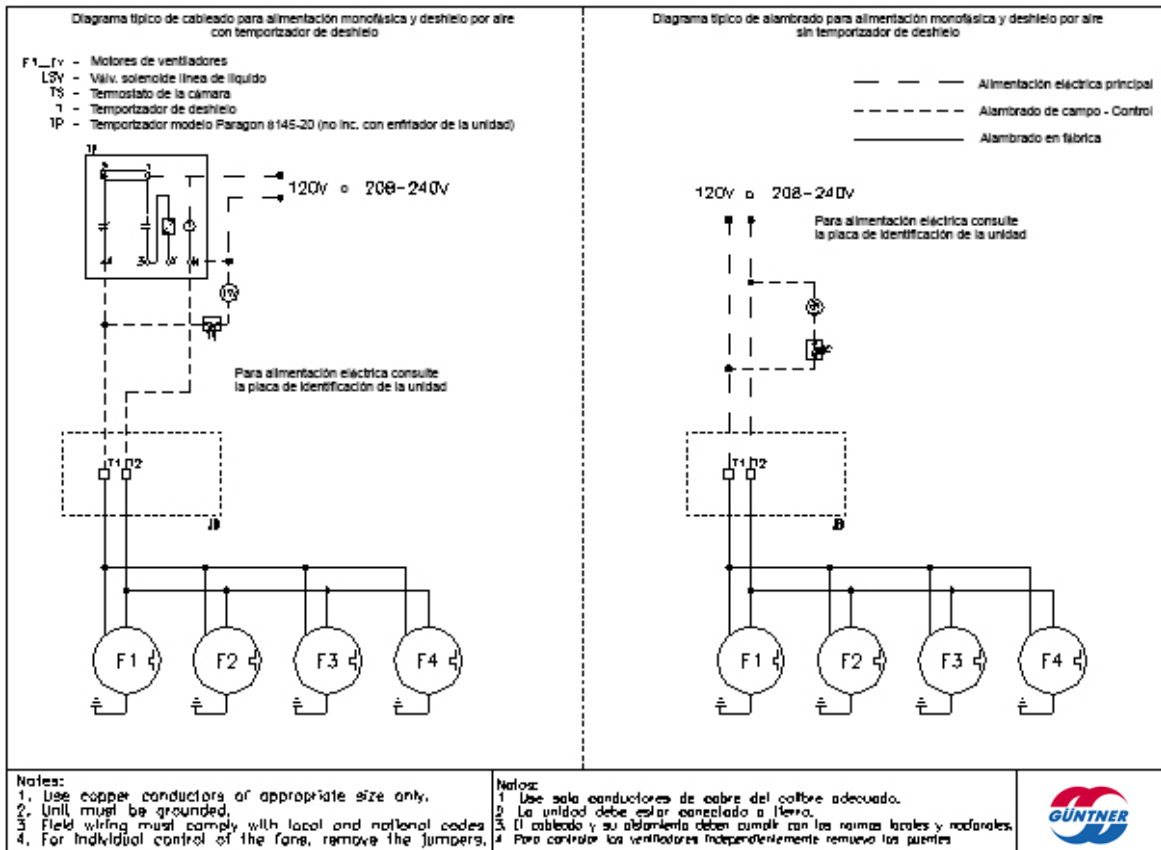 Diagrama típico de cableado para alimentación monofásica y deshielo por aire
con temporizador de deshielo
F1_Fx - Motores de ventiladores
LSV - Válv. solenoide línea de líquido
TS - Termostato de la cámara
T - Temporizador de deshielo
TP - Temporizador modelo Paragon 8145-20 (no inc. con enfriador de la unidad)
120V o 208-240V
Para alimentación eléctrica consulte
la placa de identificación de la unidad
T1 T2
JB
F1 F2 F3 F4
Diagrama típico de alambrado para alimentación monofásica y deshielo por aire
sin temporizador de deshielo
Alimentación eléctrica principal
Alambrado de campo - Control
Alambrado en fábrica
120V o 208-240V
Para alimentación eléctrica consulte
la placa de identificación de la unidad
T1 T2
JB
F1 F2 F3 F4
Notes:
1. Use copper conductors of appropriate size only.
2. Unit must be grounded.
3. Field wiring must comply with local and national codes
4. For individual control of the fans, remove the jumpers.
Notas:
1 Use solo conductores de cobre del calibre adecuado.
2 La unidad debe estar conectada a tierra.
3. El cableado y su aislamiento deben cumplir con las normas locales y nacionales.
4 Para controlar los ventiladores independientemente remueva los puentes
GÜNTNER